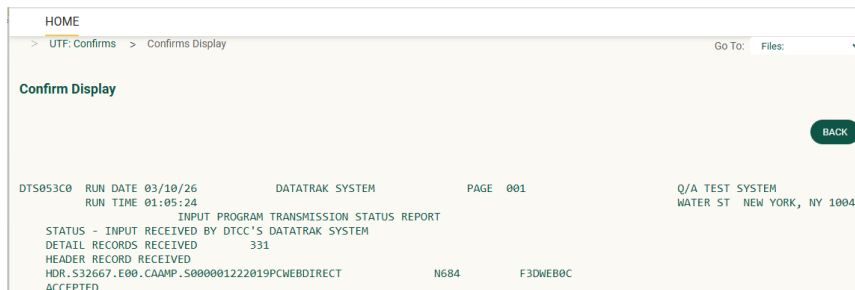 HOME
> UTF: Confirms > Confirms Display Go To: Files:
Confirm Display
BACK
DTS053C0 RUN DATE 03/10/26 DATATRAK SYSTEM PAGE 001 Q/A TEST SYSTEM
RUN TIME 01:05:24 WATER ST NEW YORK, NY 1004
INPUT PROGRAM TRANSMISSION STATUS REPORT
STATUS - INPUT RECEIVED BY DTCC'S DATATRAK SYSTEM
DETAIL RECORDS RECEIVED 331
HEADER RECORD RECEIVED
HDR.S32667.E00.CAAMP.S000001222019PCWEBDIRECT N684 F3DWEB0C
ACCEPTED